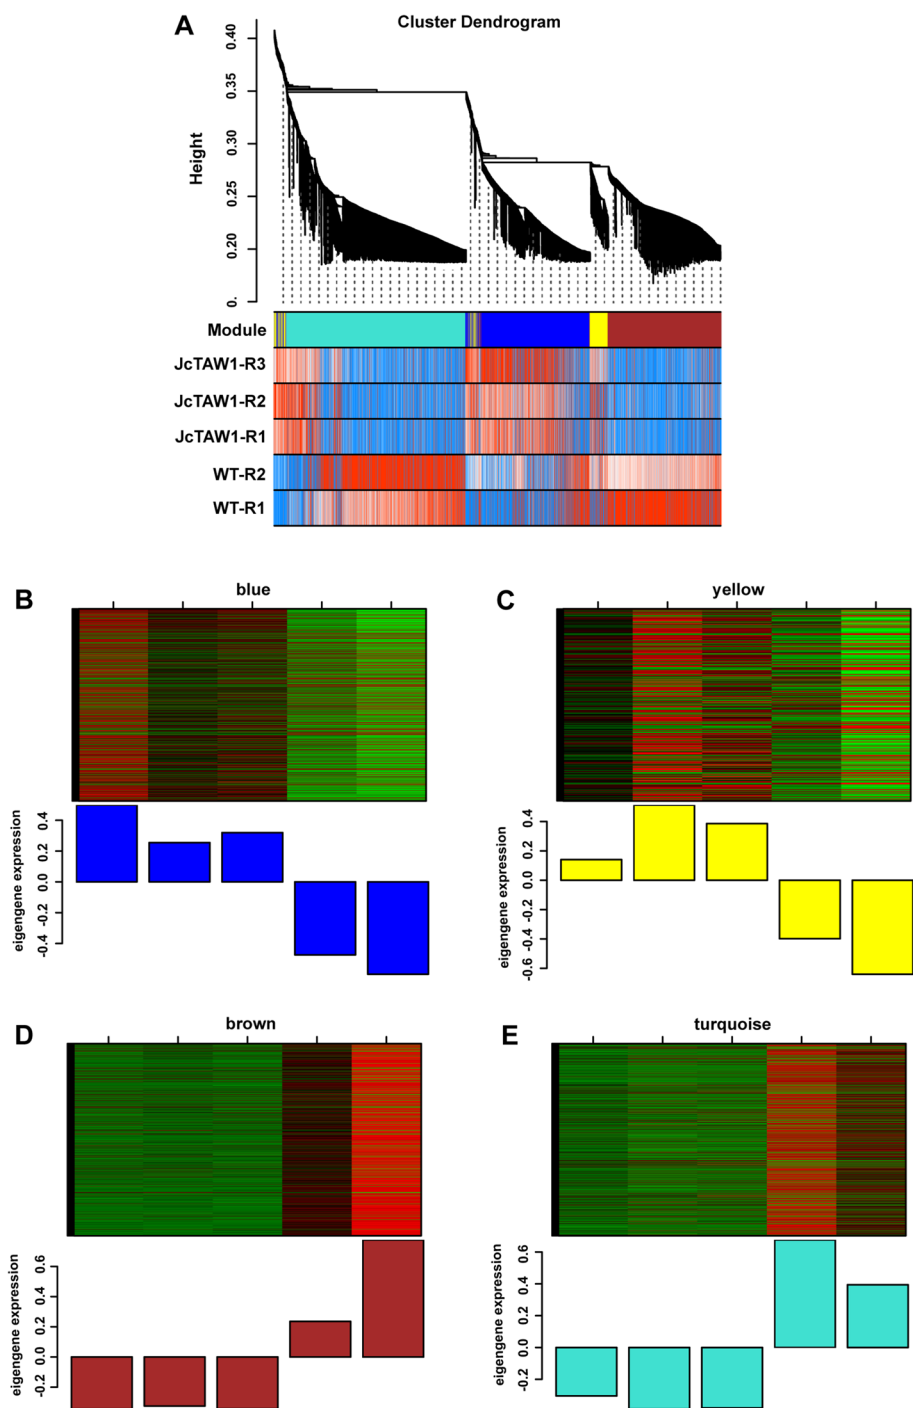 A
Cluster Dendrogram
Height
0.40
0.35
0.30
0.25
0.20
0.
Module
JcTAW1-R3
JcTAW1-R2
JcTAW1-R1
WT-R2
WT-R1
B
blue
eigengene expression
0.4
0.2
0.0
-0.2
-0.4
C
yellow
eigengene expression
0.4
0.2
0.0
-0.2
-0.4
-0.6
D
brown
eigengene expression
0.6
0.4
0.2
0.0
-0.2
E
turquoise
eigengene expression
0.6
0.4
0.2
0.0
-0.2